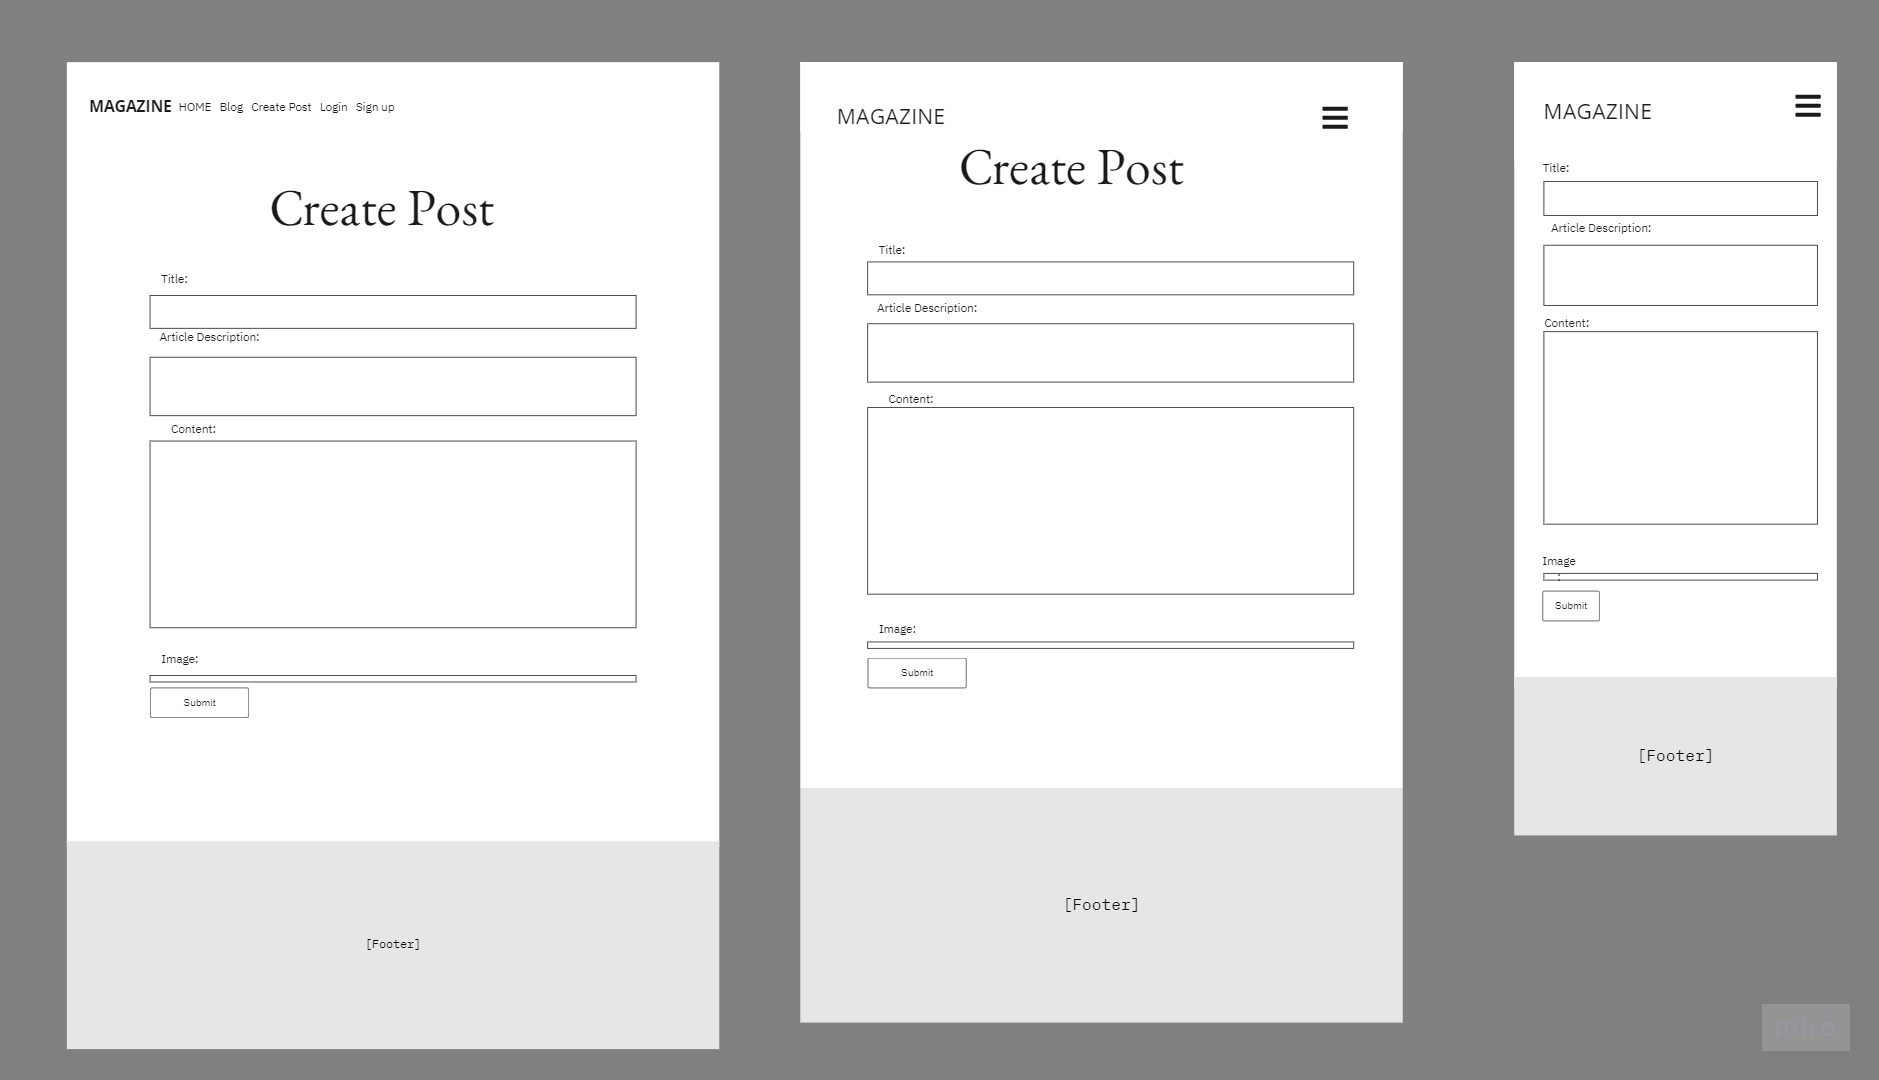 MAGAZINE HOME Blog Create Post Login Sign up
Create Post
Title:
Article Description:
Content:
Image:
Submit
[Footer]
MAGAZINE
Create Post
Title:
Article Description:
Content:
Image:
Submit
[Footer]
MAGAZINE
Title:
Article Description:
Content:
Image
:
Submit
[Footer]
miro